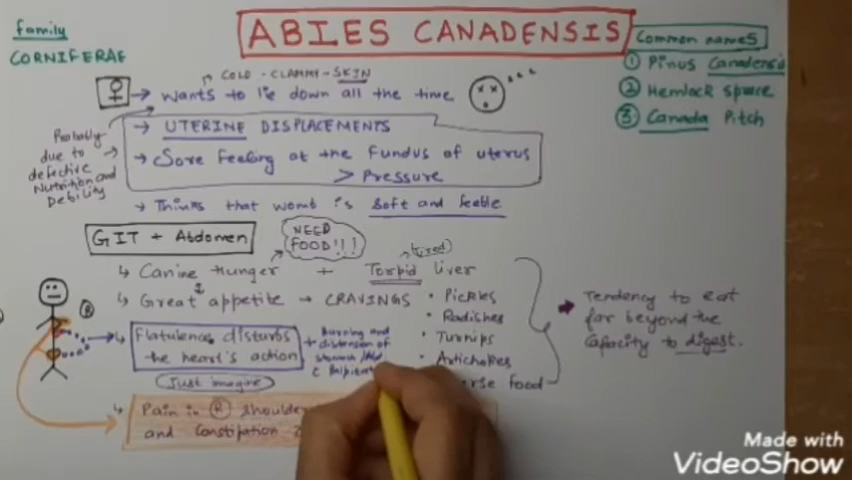 family
CORNIFERAE
ABIES CANADENSIS
Common names
① Pinus Canadensis
② Hemlock spruce
③ Canada Pitch
COLD - CLAMMY - SKIN
♀ → Wants to lie down all the time
→ UTERINE DISPLACEMENTS
→ Sore Feeling at the Fundus of uterus
> Pressure
Probably
due to
defective
Nutrition and
Debility
→ Thinks that womb is soft and feeble
GIT + Abdomen
NEED
FOOD!!!
tired
↳ Canine hunger + Torpid liver
↳ Great appetite → CRAVINGS
• Pickles
• Radishes
• Turnips
• Artichokes
food
Tendency to eat
far beyond the
Capacity to digest.
R
↳ Flatulence disturbs
the heart's action
+ Burning and
distension of
stomach
Just imagine
↳ Pain in R shoulder
and Constipation
Made with
VideoShow